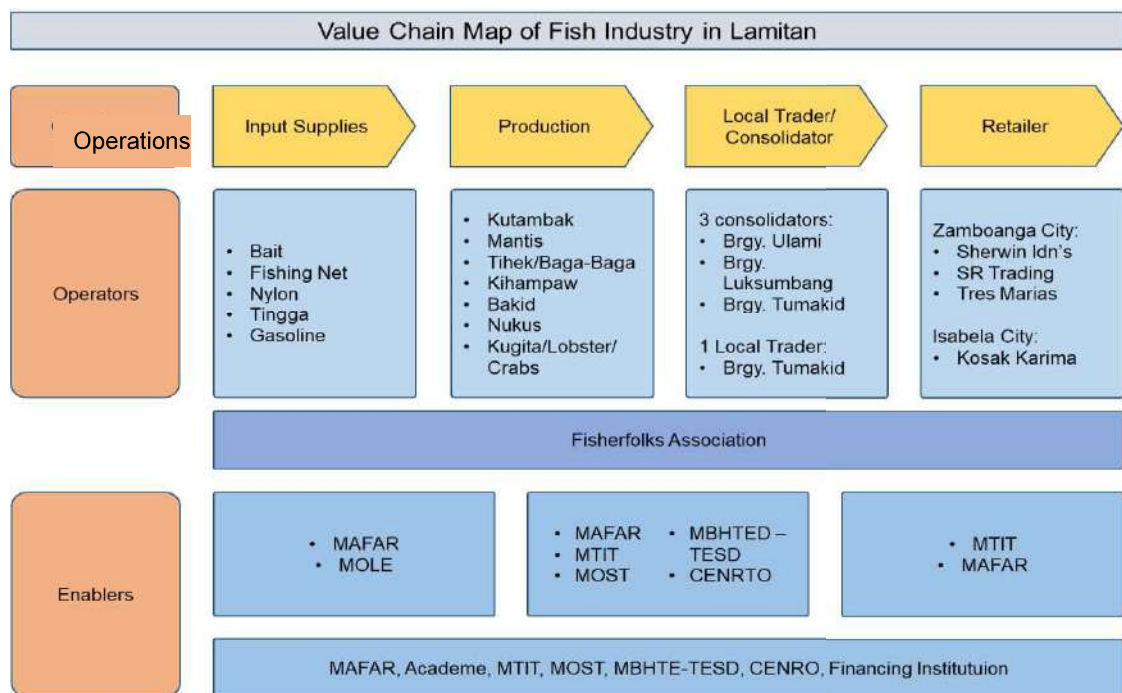 Value Chain Map of Fish Industry in Lamitan
Operations
Input Supplies
Production
Local Trader/
Consolidator
Retailer
Operators
• Bait
• Fishing Net
• Nylon
• Tingga
• Gasoline
• Kutambak
• Mantis
• Tihek/Baga-Baga
• Kihampaw
• Bakid
• Nukus
• Kugita/Lobster/
Crabs
3 consolidators:
• Brgy. Ulami
• Brgy.
Luksumbang
• Brgy. Tumakid
1 Local Trader:
• Brgy. Tumakid
Zamboanga City:
• Sherwin Idn's
• SR Trading
• Tres Marias
Isabela City:
• Kosak Karima
Fisherfolks Association
Enablers
• MAFAR
• MOLE
• MAFAR
• MTIT
• MOST
• MBHTED –
TESD
• CENRTO
• MTIT
• MAFAR
MAFAR, Academe, MTIT, MOST, MBHTE-TESD, CENRO, Financing Institutuion